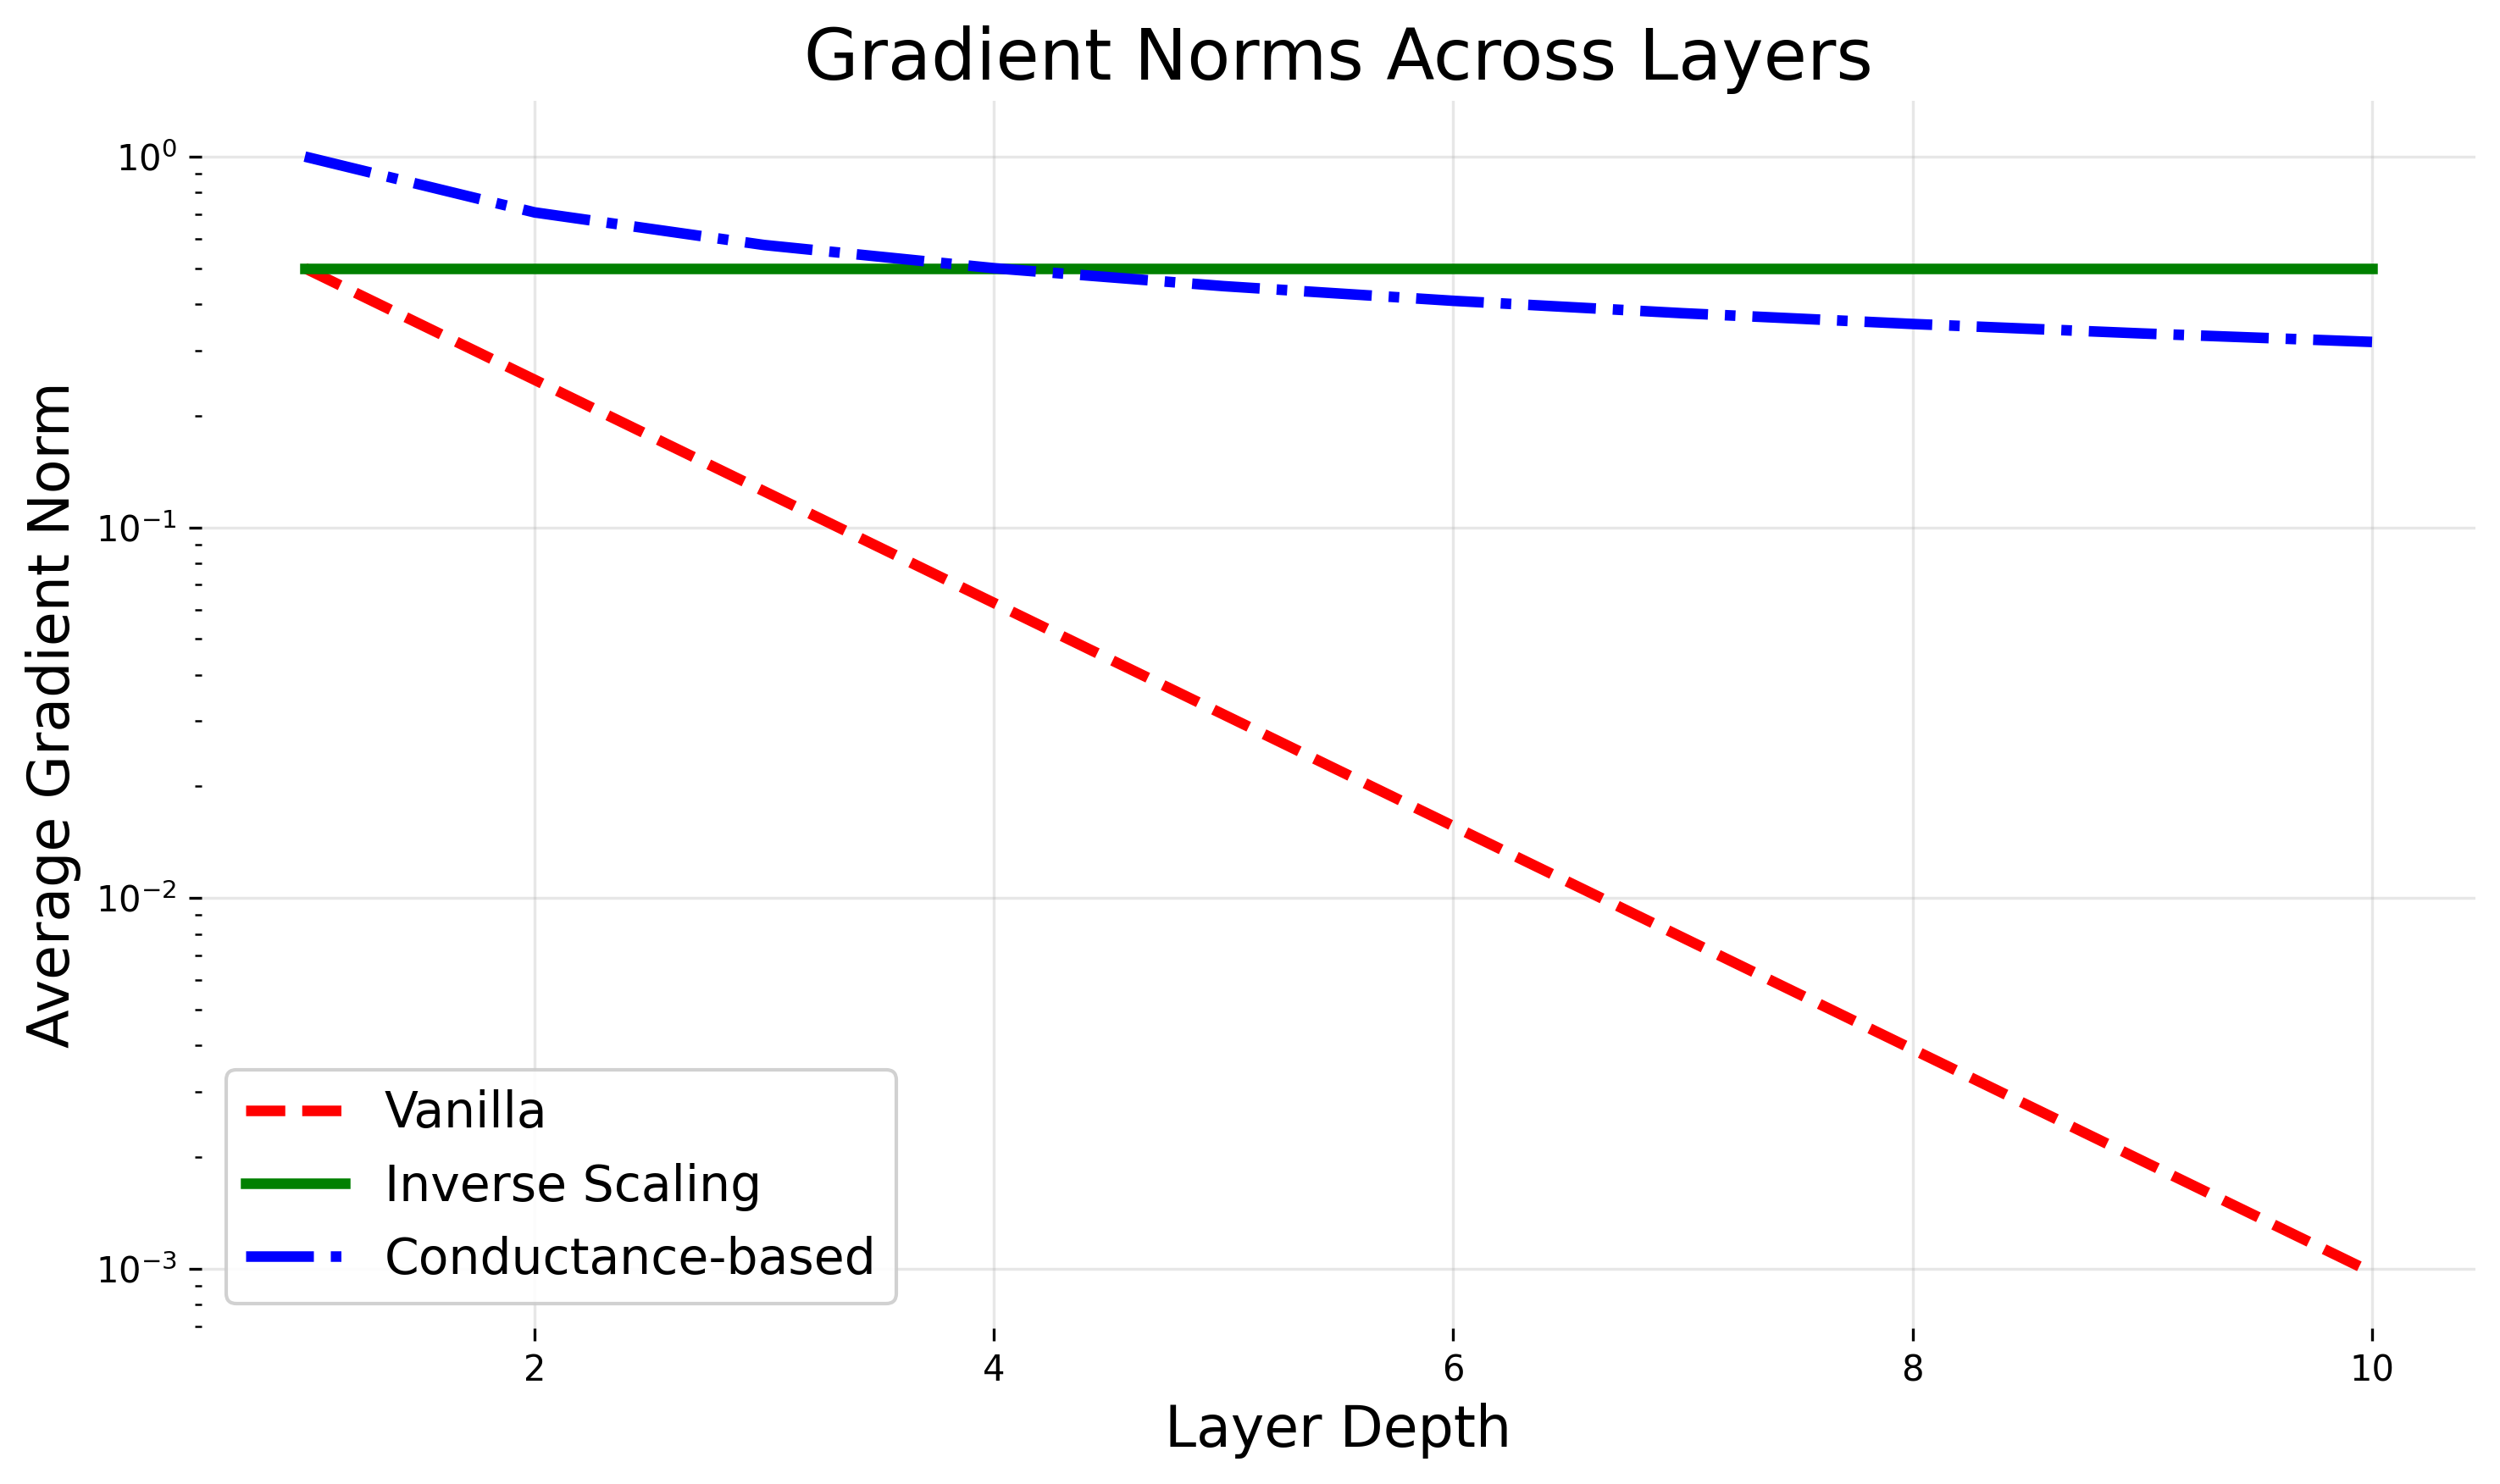 Gradient Norms Across Layers
Average Gradient Norm
10⁰
10⁻¹
10⁻²
10⁻³
Vanilla
Inverse Scaling
Conductance-based
2 4 6 8 10
Layer Depth